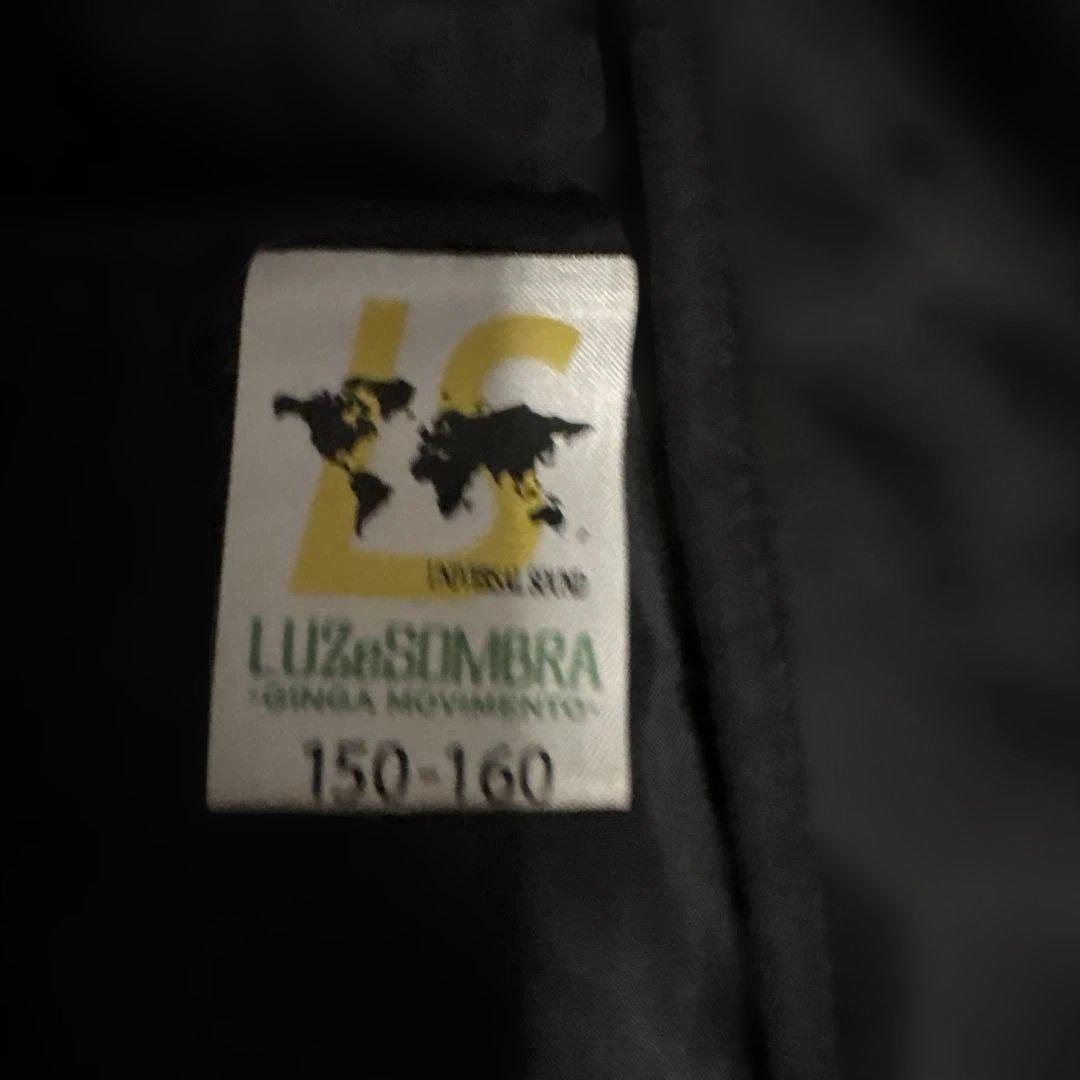 LS
UNIVERSAL SOUND
LUZeSOMBRA
-GINGA MOVIMENTO-
150-160